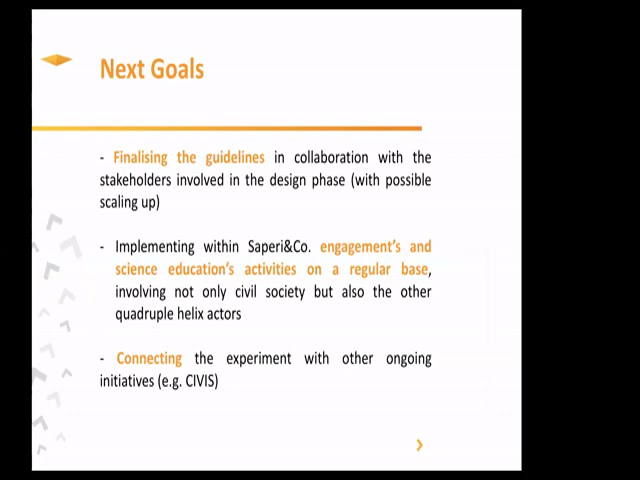 Next Goals
- Finalising the guidelines in collaboration with the
stakeholders involved in the design phase (with possible
scaling up)
- Implementing within Saperi&Co. engagement's and
science education's activities on a regular base,
involving not only civil society but also the other
quadruple helix actors
- Connecting the experiment with other ongoing
initiatives (e.g. CIVIS)